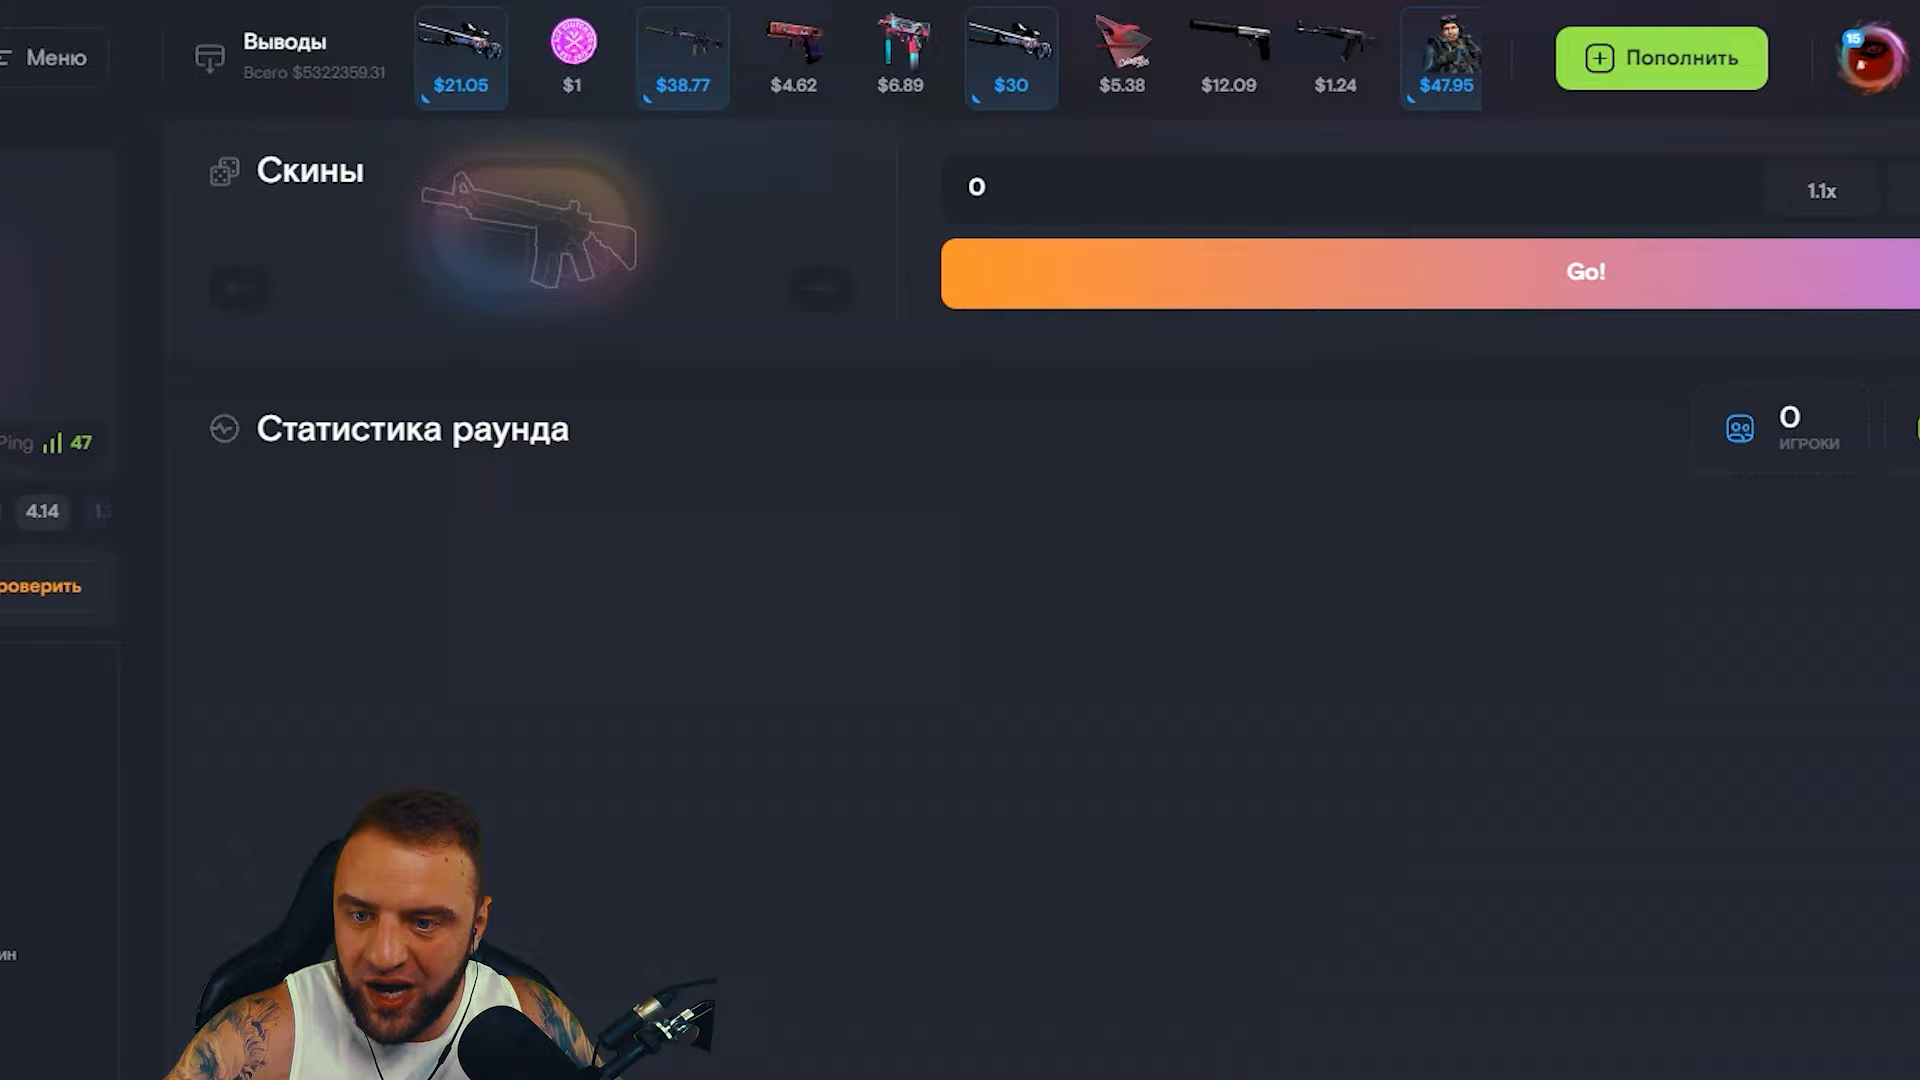 Меню
Выводы
Всего $5322359.31
$21.05
$1
$38.77
$4.62
$6.89
$30
$5.38
$12.09
$1.24
$47.95
Пополнить
15
Скины
0
1.1x
Go!
Статистика раунда
0
ИГРОКИ
Ping 47
4.14
роверить
ин